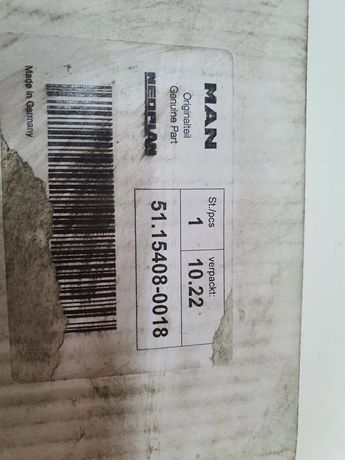 MAN
Originalteil
Genuine Part
NEOPLAN
St./pcs
verpackt:
1
10.22
51.15408-0018
Made in Germany